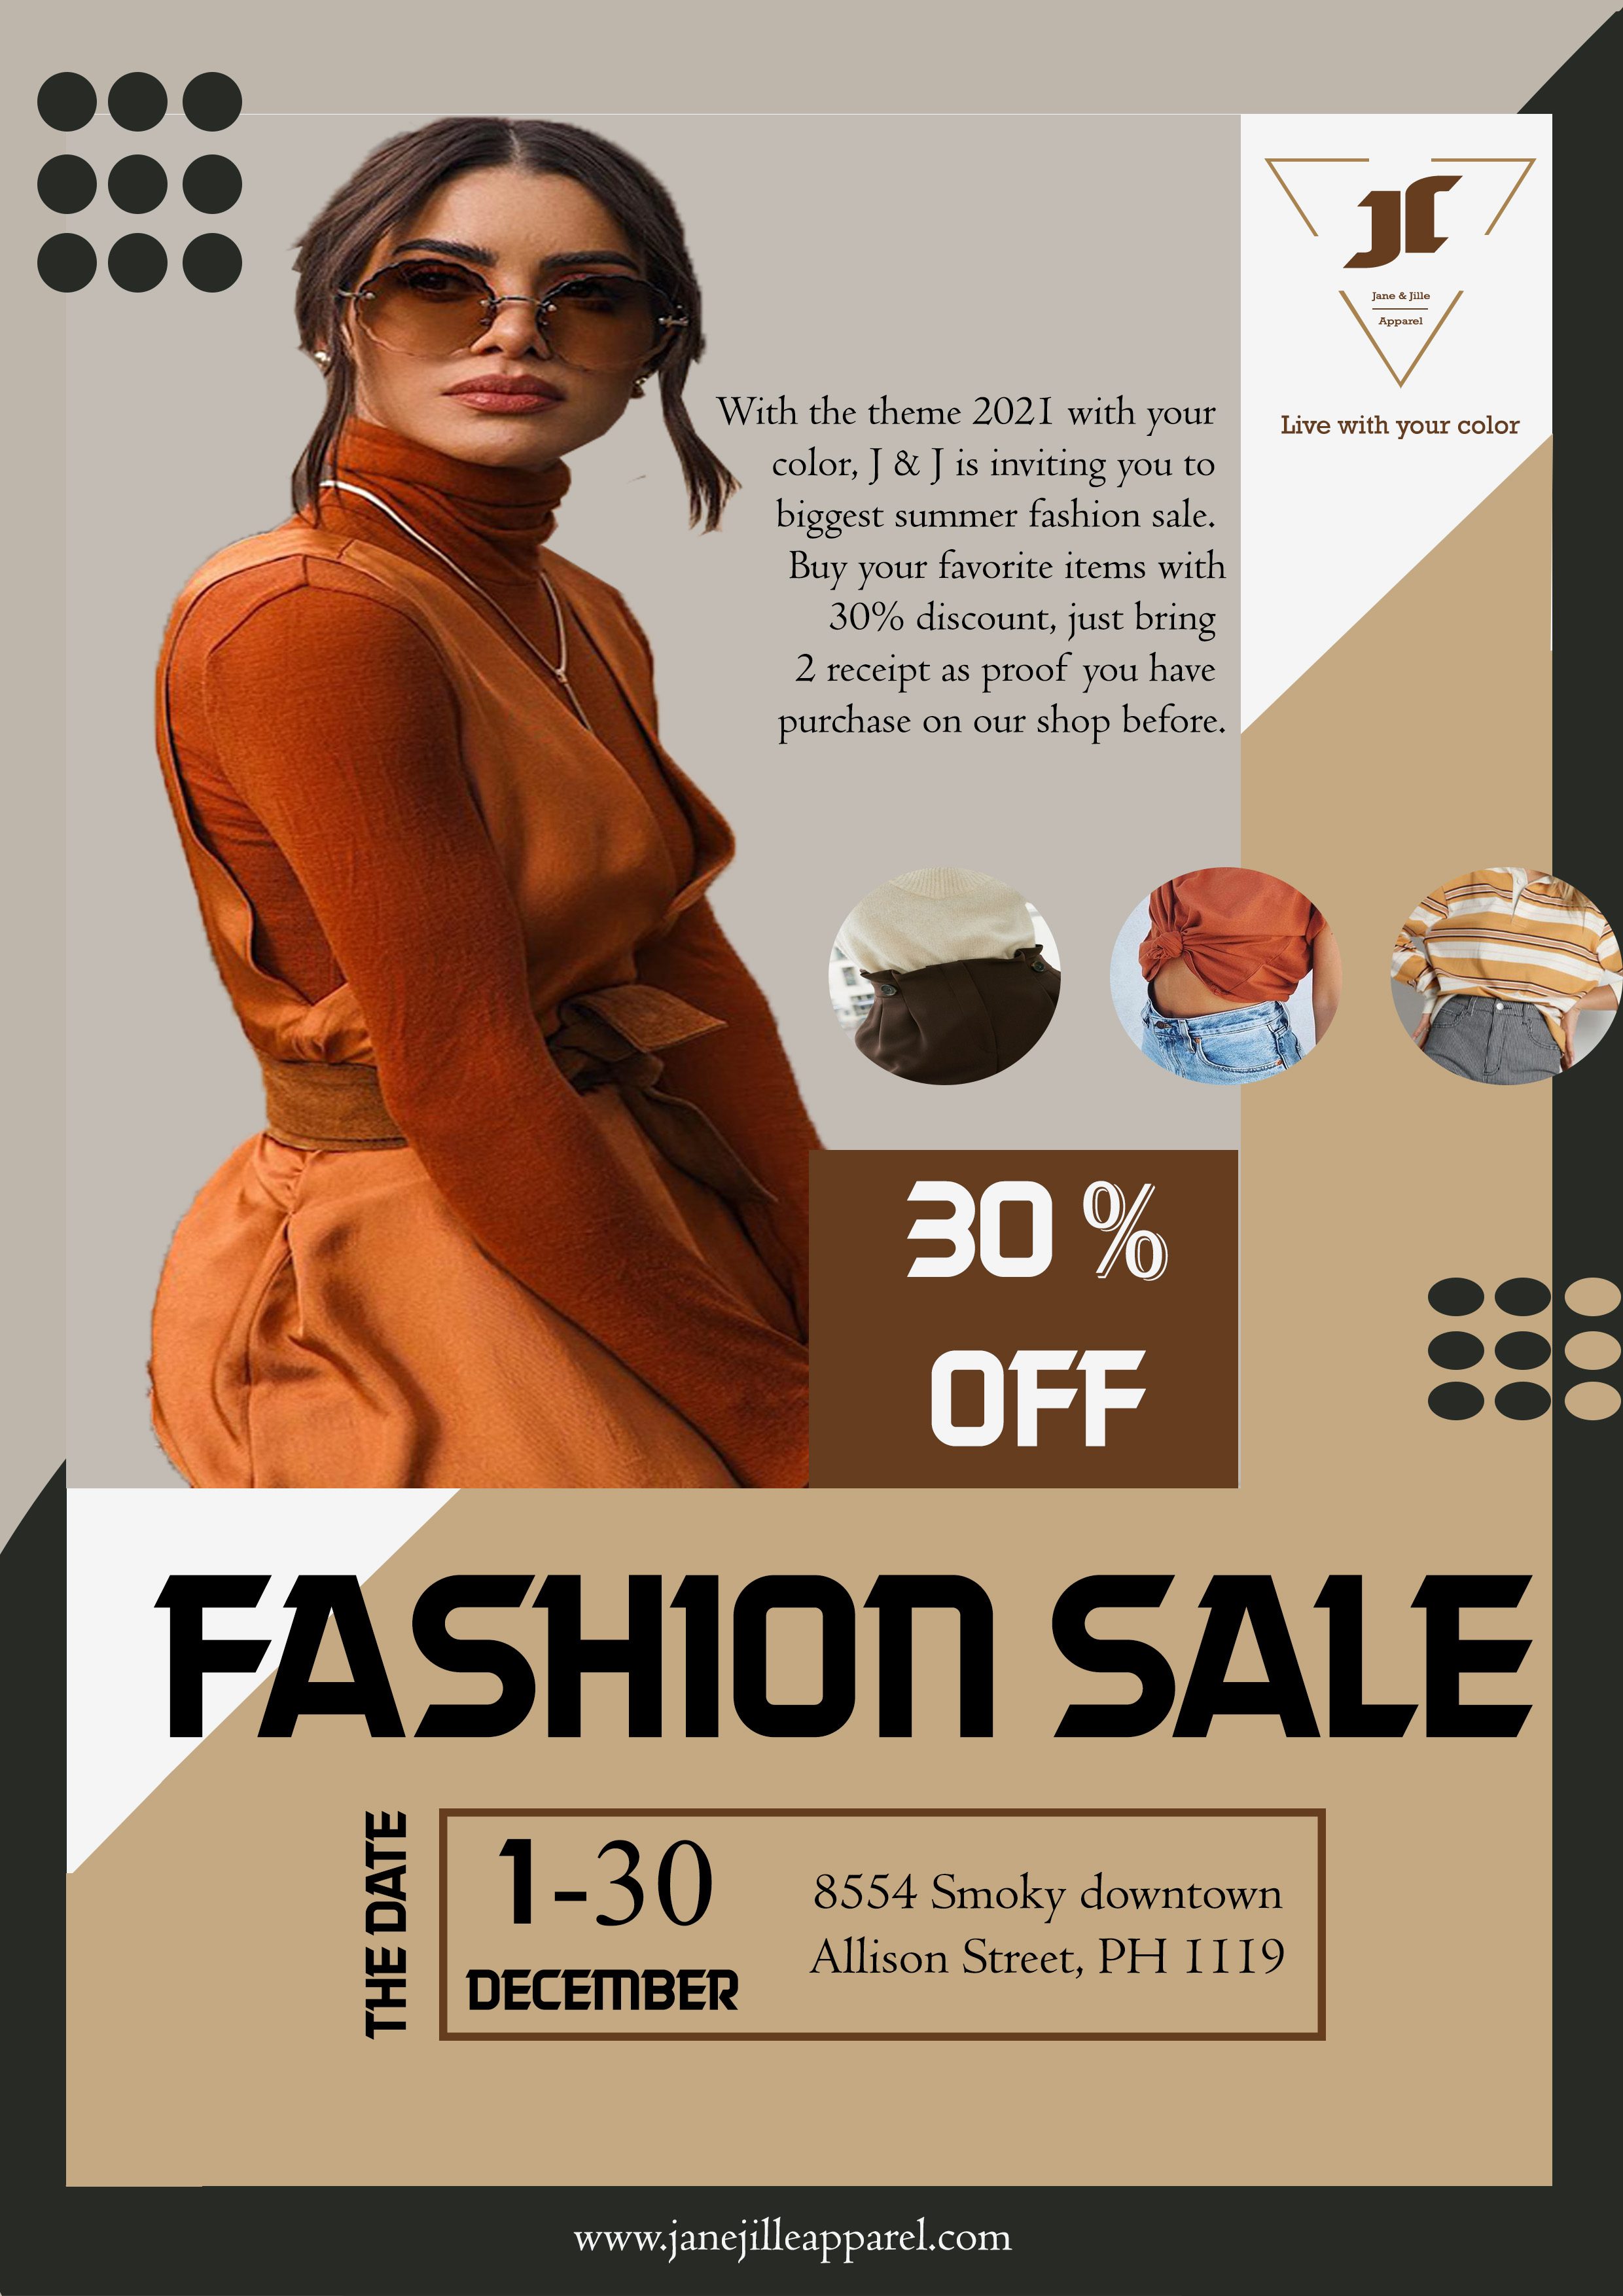 JJ
Jane & Jille
Apparel
Live with your color
With the theme 2021 with your
color, J & J is inviting you to
biggest summer fashion sale.
Buy your favorite items with
30% discount, just bring
2 receipt as proof you have
purchase on our shop before.
30 %
OFF
FASHION SALE
THE DATE
1-30
DECEMBER
8554 Smoky downtown
Allison Street, PH 1119
www.janejilleapparel.com